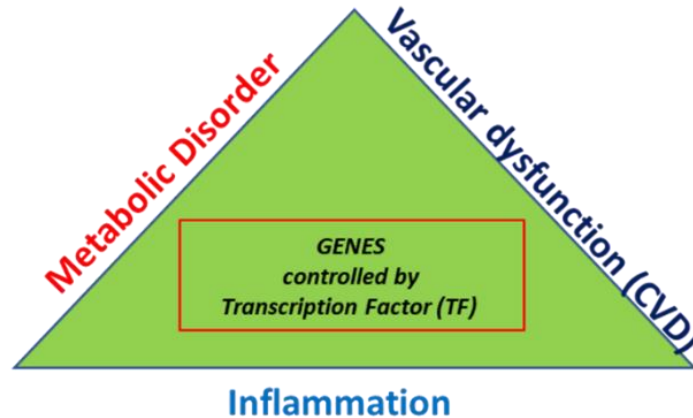 Metabolic Disorder
Vascular dysfunction (CVD)
GENES
controlled by
Transcription Factor (TF)
Inflammation